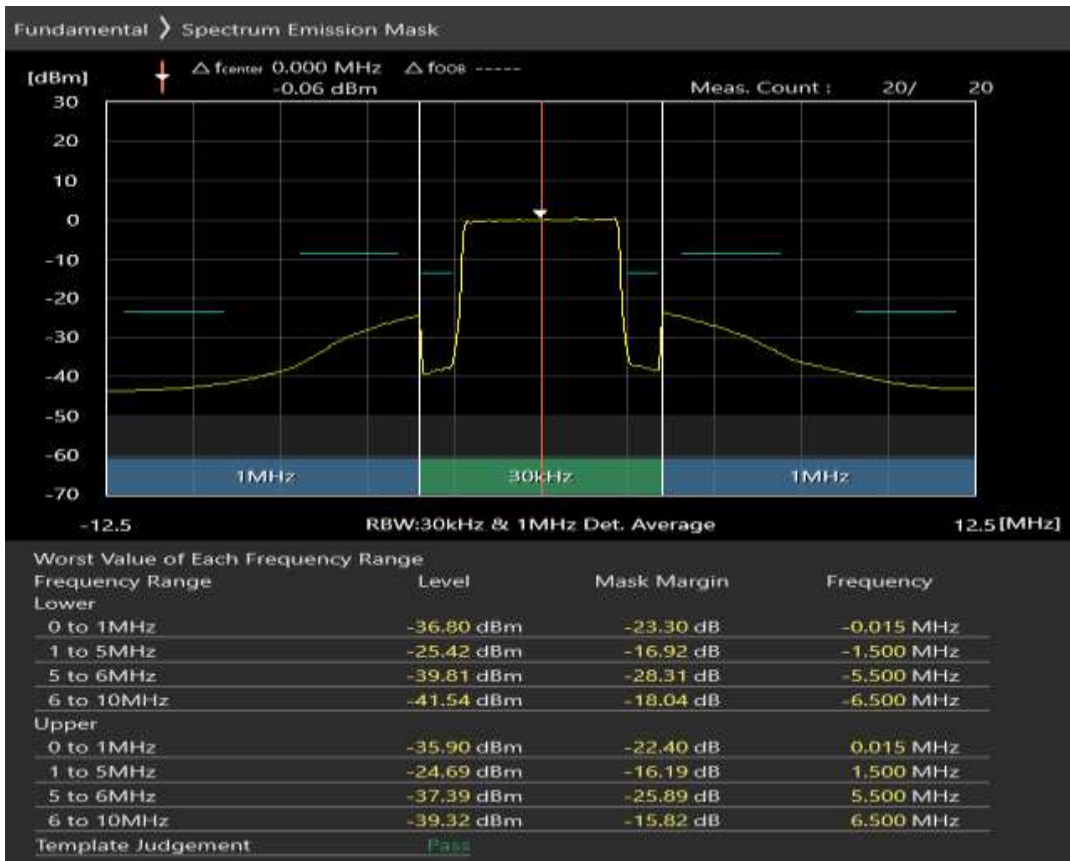 Fundamental 〉 Spectrum Emission Mask
[dBm]
△ fcenter 0.000 MHz △ fOOB -----
-0.06 dBm
Meas. Count : 20/ 20
30
20
10
0
-10
-20
-30
-40
-50
-60
-70
1MHz 30kHz 1MHz
-12.5 RBW:30kHz & 1MHz Det. Average 12.5 [MHz]
Worst Value of Each Frequency Range
Frequency Range Level Mask Margin Frequency
Lower
0 to 1MHz -36.80 dBm -23.30 dB -0.015 MHz
1 to 5MHz -25.42 dBm -16.92 dB -1.500 MHz
5 to 6MHz -39.81 dBm -28.31 dB -5.500 MHz
6 to 10MHz -41.54 dBm -18.04 dB -6.500 MHz
Upper
0 to 1MHz -35.90 dBm -22.40 dB 0.015 MHz
1 to 5MHz -24.69 dBm -16.19 dB 1.500 MHz
5 to 6MHz -37.39 dBm -25.89 dB 5.500 MHz
6 to 10MHz -39.32 dBm -15.82 dB 6.500 MHz
Template Judgement Pass